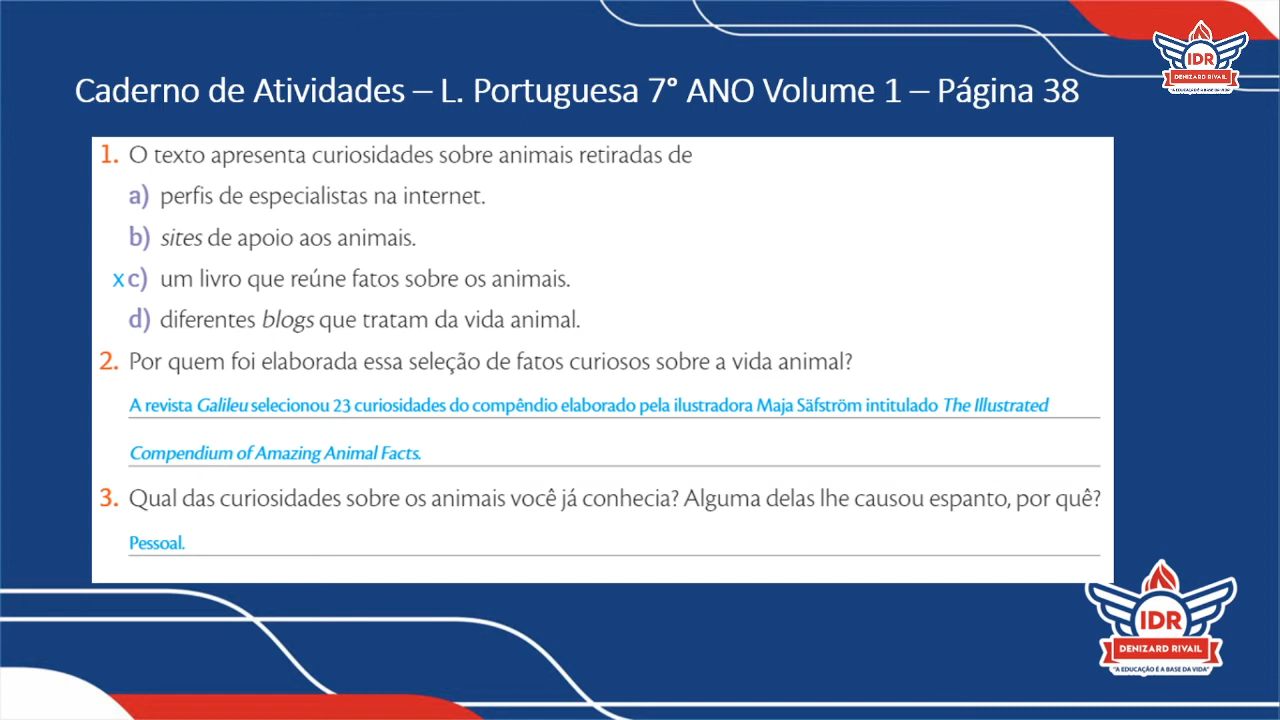 IDR
DENIZARD RIVAIL
"A EDUCAÇÃO É A BASE DA VIDA"
Caderno de Atividades – L. Portuguesa 7° ANO Volume 1 – Página 38
1. O texto apresenta curiosidades sobre animais retiradas de
a) perfis de especialistas na internet.
b) sites de apoio aos animais.
x c) um livro que reúne fatos sobre os animais.
d) diferentes blogs que tratam da vida animal.
2. Por quem foi elaborada essa seleção de fatos curiosos sobre a vida animal?
A revista Galileu selecionou 23 curiosidades do compêndio elaborado pela ilustradora Maja Säfström intitulado The Illustrated
Compendium of Amazing Animal Facts.
3. Qual das curiosidades sobre os animais você já conhecia? Alguma delas lhe causou espanto, por quê?
Pessoal.
IDR
DENIZARD RIVAIL
"A EDUCAÇÃO É A BASE DA VIDA"